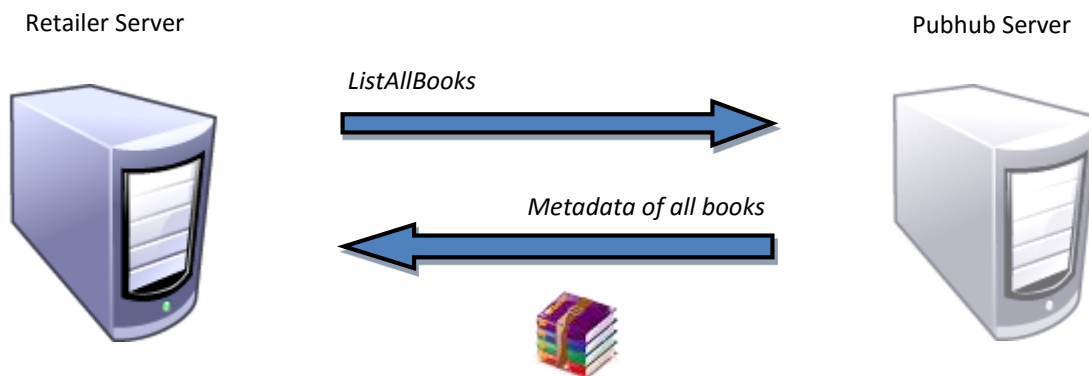 Retailer Server
Pubhub Server
ListAllBooks
Metadata of all books